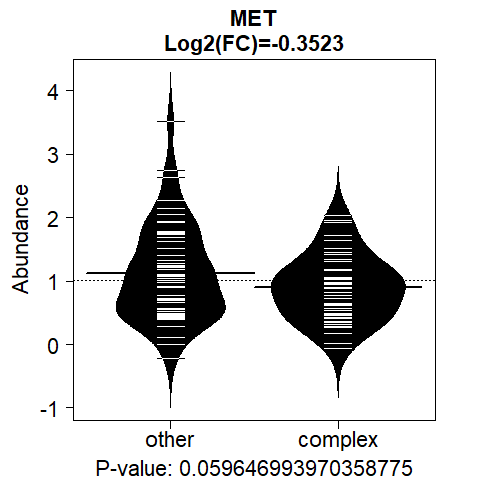 MET
Log2(FC)=-0.3523
Abundance
4
3
2
1
0
-1
other complex
P-value: 0.059646993970358775